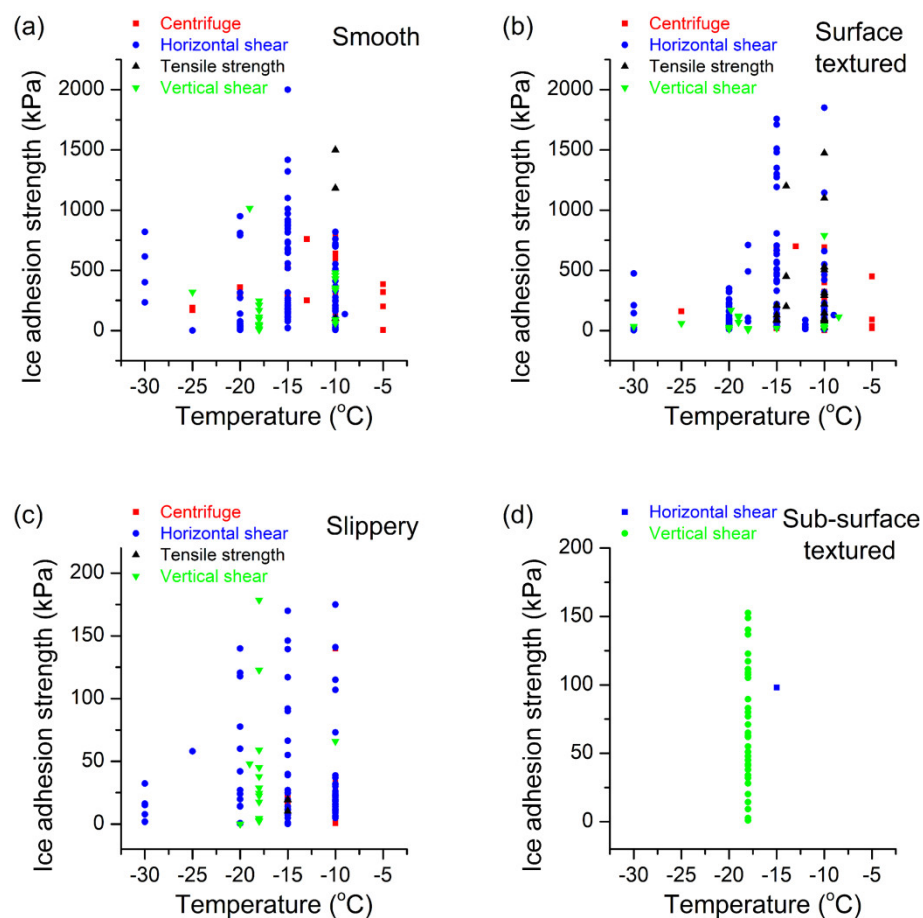 (a)
Centrifuge
Horizontal shear
Tensile strength
Vertical shear
Smooth
Ice adhesion strength (kPa)
2000
1500
1000
500
0
-30 -25 -20 -15 -10 -5
Temperature (°C)
(b)
Centrifuge
Horizontal shear
Tensile strength
Vertical shear
Surface
textured
Ice adhesion strength (kPa)
2000
1500
1000
500
0
-30 -25 -20 -15 -10 -5
Temperature (°C)
(c)
Centrifuge
Horizontal shear
Tensile strength
Vertical shear
Slippery
Ice adhesion strength (kPa)
200
150
100
50
0
-30 -25 -20 -15 -10 -5
Temperature (°C)
(d)
Horizontal shear
Vertical shear
Sub-surface
textured
Ice adhesion strength (kPa)
200
150
100
50
0
-30 -25 -20 -15 -10 -5
Temperature (°C)